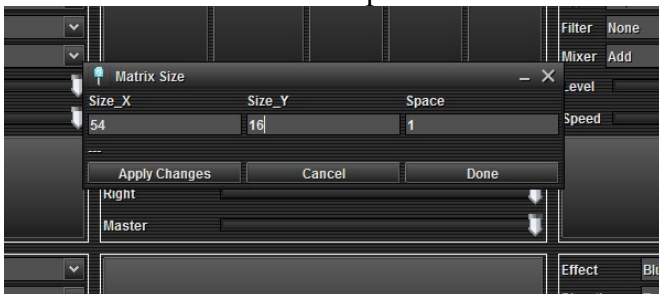 Filter None
Mixer Add
Matrix Size
Level
Size_X Size_Y Space
54 16 1
Speed
---
Apply Changes Cancel Done
Right
Master
Effect